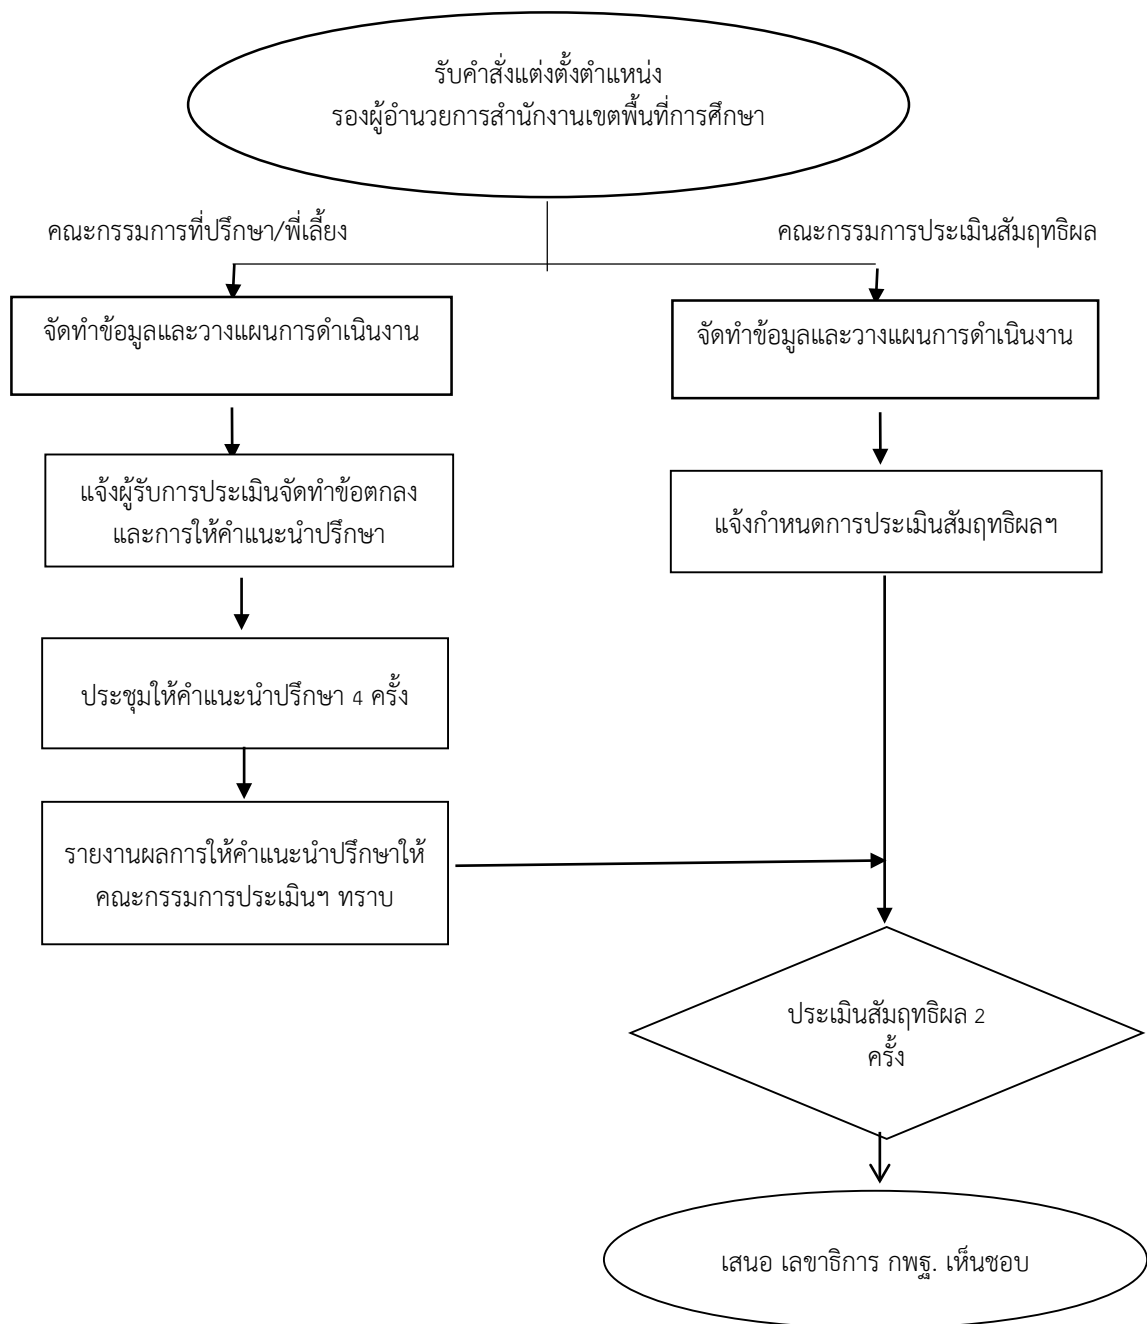 รับคำสั่งแต่งตั้งตำแหน่ง
รองผู้อำนวยการสำนักงานเขตพื้นที่การศึกษา
คณะกรรมการที่ปรึกษา/พี่เลี้ยง
คณะกรรมการประเมินสัมฤทธิผล
จัดทำข้อมูลและวางแผนการดำเนินงาน
จัดทำข้อมูลและวางแผนการดำเนินงาน
แจ้งผู้รับการประเมินจัดทำข้อตกลง
และการให้คำแนะนำปรึกษา
แจ้งกำหนดการประเมินสัมฤทธิผลฯ
ประชุมให้คำแนะนำปรึกษา 4 ครั้ง
รายงานผลการให้คำแนะนำปรึกษาให้
คณะกรรมการประเมินฯ ทราบ
ประเมินสัมฤทธิผล 2
ครั้ง
เสนอ เลขาธิการ กพฐ. เห็นชอบ